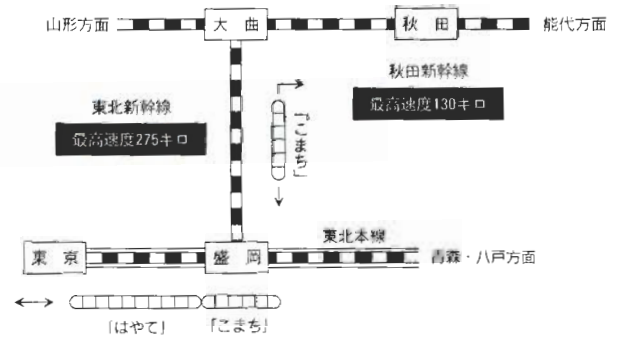 山形方面
大曲
秋田
能代方面
秋田新幹線
最高速度130キロ
東北新幹線
最高速度275キロ
「こまち」
東北本線
東京
盛岡
青森・八戸方面
「はやて」
「こまち」